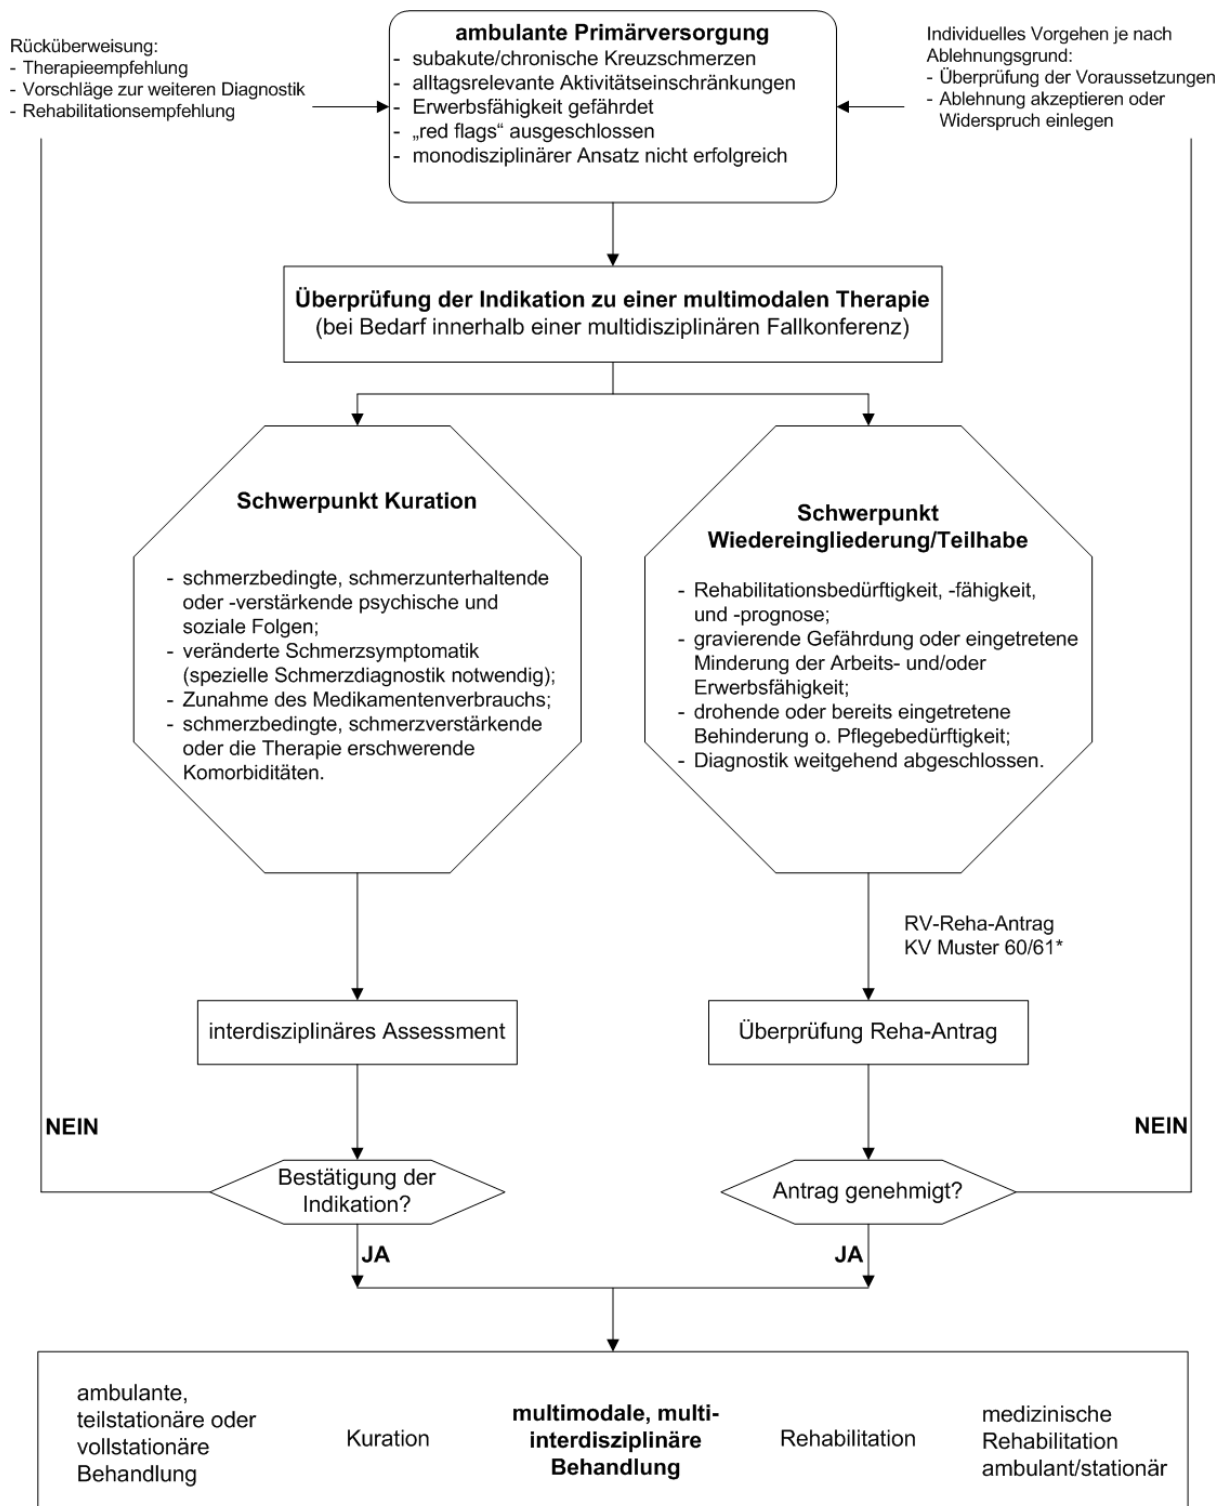 Rücküberweisung:
- Therapieempfehlung
- Vorschläge zur weiteren Diagnostik
- Rehabilitationsempfehlung
ambulante Primärversorgung
- subakute/chronische Kreuzschmerzen
- alltagsrelevante Aktivitätseinschränkungen
- Erwerbsfähigkeit gefährdet
- „red flags“ ausgeschlossen
- monodisziplinärer Ansatz nicht erfolgreich
Individuelles Vorgehen je nach
Ablehnungsgrund:
- Überprüfung der Voraussetzungen
- Ablehnung akzeptieren oder
Widerspruch einlegen
Überprüfung der Indikation zu einer multimodalen Therapie
(bei Bedarf innerhalb einer multidisziplinären Fallkonferenz)
Schwerpunkt Kuration
- schmerzbedingte, schmerzunterhaltende
oder -verstärkende psychische und
soziale Folgen;
- veränderte Schmerzsymptomatik
(spezielle Schmerzdiagnostik notwendig);
- Zunahme des Medikamentenverbrauchs;
- schmerzbedingte, schmerzverstärkende
oder die Therapie erschwerende
Komorbiditäten.
Schwerpunkt
Wiedereingliederung/Teilhabe
- Rehabilitationsbedürftigkeit, -fähigkeit,
und -prognose;
- gravierende Gefährdung oder eingetretene
Minderung der Arbeits- und/oder
Erwerbsfähigkeit;
- drohende oder bereits eingetretene
Behinderung o. Pflegebedürftigkeit;
- Diagnostik weitgehend abgeschlossen.
RV-Reha-Antrag
KV Muster 60/61*
interdisziplinäres Assessment
Überprüfung Reha-Antrag
NEIN
NEIN
Bestätigung der
Indikation?
Antrag genehmigt?
JA
JA
ambulante,
teilstationäre oder
vollstationäre
Behandlung
Kuration
multimodale, multi-
interdisziplinäre
Behandlung
Rehabilitation
medizinische
Rehabilitation
ambulant/stationär